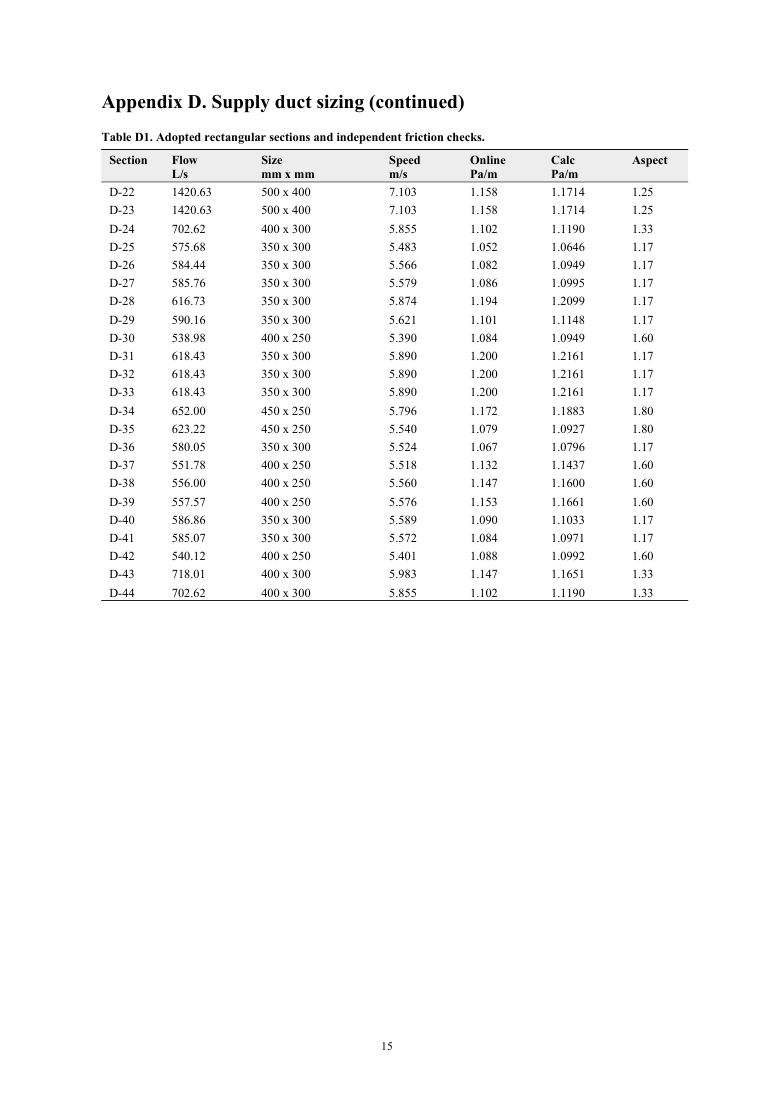 Appendix D. Supply duct sizing (continued)
Table D1. Adopted rectangular sections and independent friction checks.
Section Flow Size Speed Online Calc Aspect
L/s mm x mm m/s Pa/m Pa/m
D-22 1420.63 500 x 400 7.103 1.158 1.1714 1.25
D-23 1420.63 500 x 400 7.103 1.158 1.1714 1.25
D-24 702.62 400 x 300 5.855 1.102 1.1190 1.33
D-25 575.68 350 x 300 5.483 1.052 1.0646 1.17
D-26 584.44 350 x 300 5.566 1.082 1.0949 1.17
D-27 585.76 350 x 300 5.579 1.086 1.0995 1.17
D-28 616.73 350 x 300 5.874 1.194 1.2099 1.17
D-29 590.16 350 x 300 5.621 1.101 1.1148 1.17
D-30 538.98 400 x 250 5.390 1.084 1.0949 1.60
D-31 618.43 350 x 300 5.890 1.200 1.2161 1.17
D-32 618.43 350 x 300 5.890 1.200 1.2161 1.17
D-33 618.43 350 x 300 5.890 1.200 1.2161 1.17
D-34 652.00 450 x 250 5.796 1.172 1.1883 1.80
D-35 623.22 450 x 250 5.540 1.079 1.0927 1.80
D-36 580.05 350 x 300 5.524 1.067 1.0796 1.17
D-37 551.78 400 x 250 5.518 1.132 1.1437 1.60
D-38 556.00 400 x 250 5.560 1.147 1.1600 1.60
D-39 557.57 400 x 250 5.576 1.153 1.1661 1.60
D-40 586.86 350 x 300 5.589 1.090 1.1033 1.17
D-41 585.07 350 x 300 5.572 1.084 1.0971 1.17
D-42 540.12 400 x 250 5.401 1.088 1.0992 1.60
D-43 718.01 400 x 300 5.983 1.147 1.1651 1.33
D-44 702.62 400 x 300 5.855 1.102 1.1190 1.33
15